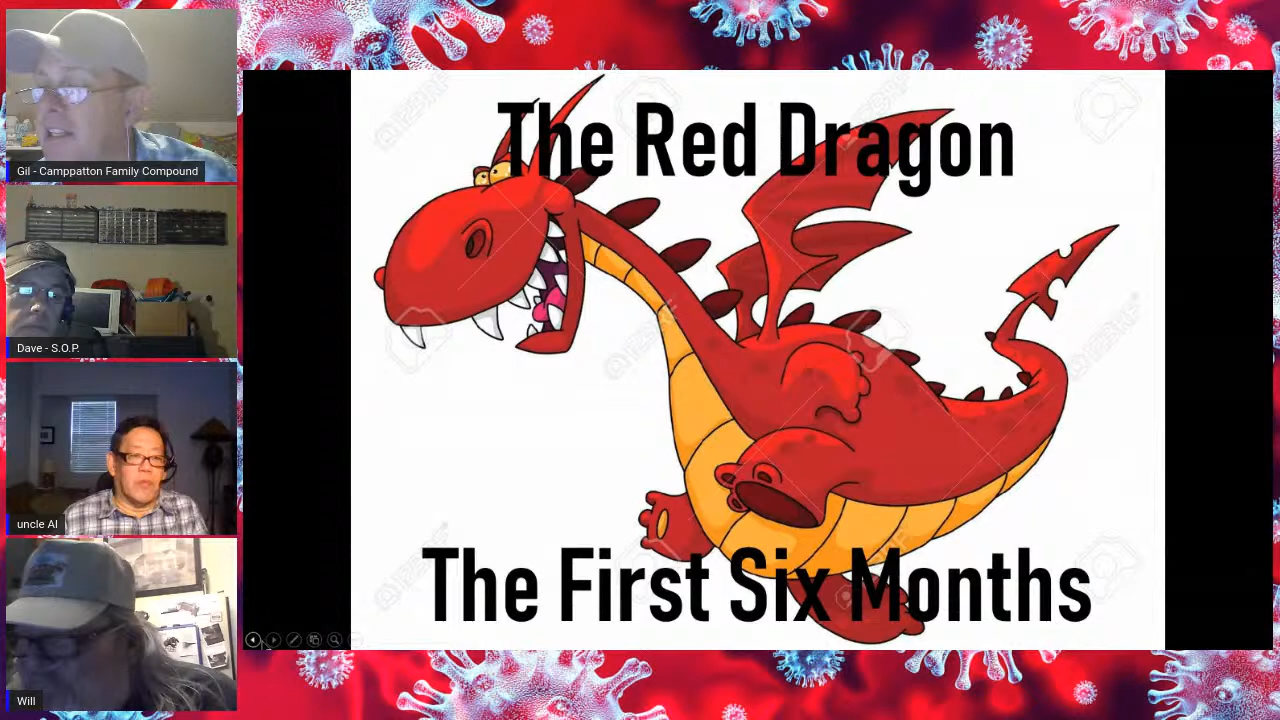 Gil - Camppatton Family Compound
Dave - S.O.P.
uncle Al
Will
The Red Dragon
The First Six Months